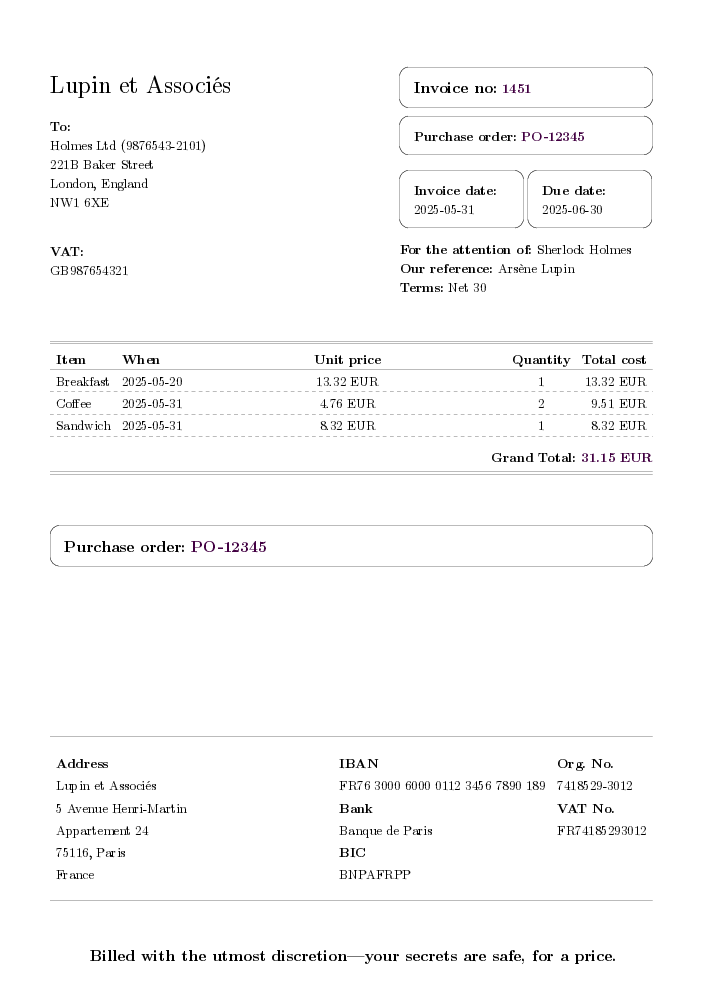 Lupin et Associés
To:
Holmes Ltd (9876543-2101)
221B Baker Street
London, England
NW1 6XE
VAT:
GB987654321
Invoice no: 1451
Purchase order: PO-12345
Invoice date:
2025-05-31
Due date:
2025-06-30
For the attention of: Sherlock Holmes
Our reference: Arsène Lupin
Terms: Net 30
Item When Unit price Quantity Total cost
Breakfast 2025-05-20 13.32 EUR 1 13.32 EUR
Coffee 2025-05-31 4.76 EUR 2 9.51 EUR
Sandwich 2025-05-31 8.32 EUR 1 8.32 EUR
Grand Total: 31.15 EUR
Purchase order: PO-12345
Address
Lupin et Associés
5 Avenue Henri-Martin
Appartement 24
75116, Paris
France
IBAN
FR76 3000 6000 0112 3456 7890 189
Bank
Banque de Paris
BIC
BNPAFRPP
Org. No.
7418529-3012
VAT No.
FR74185293012
Billed with the utmost discretion—your secrets are safe, for a price.